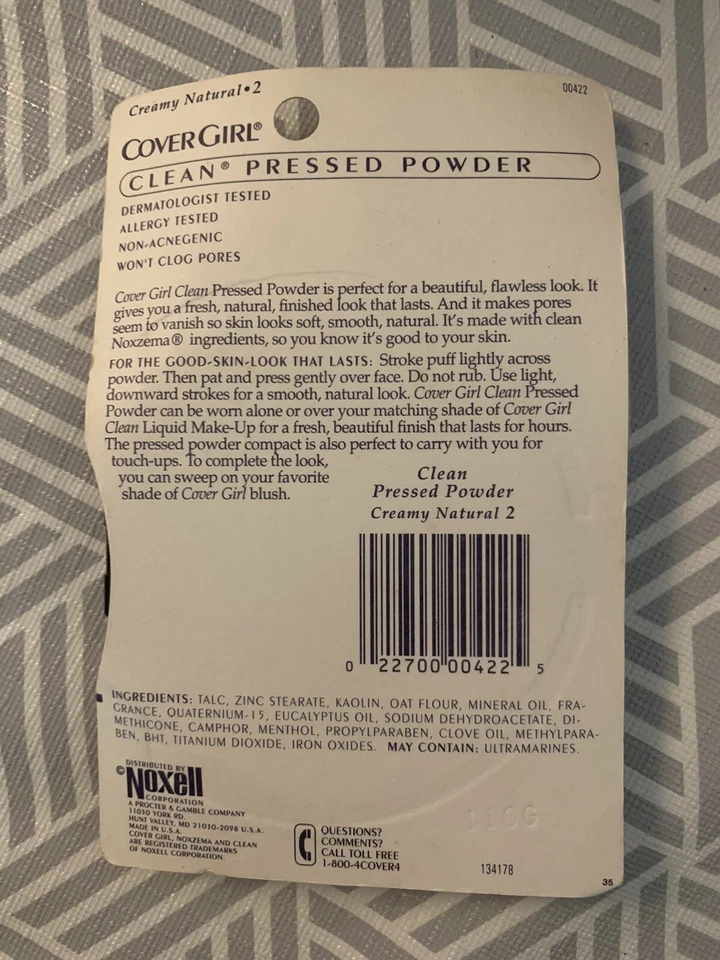 Creamy Natural•2
00422
COVER GIRL®
CLEAN® PRESSED POWDER
DERMATOLOGIST TESTED
ALLERGY TESTED
NON-ACNEGENIC
WON'T CLOG PORES
Cover Girl Clean Pressed Powder is perfect for a beautiful, flawless look. It
gives you a fresh, natural, finished look that lasts. And it makes pores
seem to vanish so skin looks soft, smooth, natural. It's made with clean
Noxzema® ingredients, so you know it's good to your skin.
FOR THE GOOD-SKIN-LOOK THAT LASTS: Stroke puff lightly across
powder. Then pat and press gently over face. Do not rub. Use light,
downward strokes for a smooth, natural look. Cover Girl Clean Pressed
Powder can be worn alone or over your matching shade of Cover Girl
Clean Liquid Make-Up for a fresh, beautiful finish that lasts for hours.
The pressed powder compact is also perfect to carry with you for
touch-ups. To complete the look,
you can sweep on your favorite
shade of Cover Girl blush.
Clean
Pressed Powder
Creamy Natural 2
0 22700 00422 5
INGREDIENTS: TALC, ZINC STEARATE, KAOLIN, OAT FLOUR, MINERAL OIL, FRA-
GRANCE, QUATERNIUM-15, EUCALYPTUS OIL, SODIUM DEHYDROACETATE, DI-
METHICONE, CAMPHOR, MENTHOL, PROPYLPARABEN, CLOVE OIL, METHYLPARA-
BEN, BHT, TITANIUM DIOXIDE, IRON OXIDES. MAY CONTAIN: ULTRAMARINES.
DISTRIBUTED BY
©Noxell
CORPORATION
A PROCTER & GAMBLE COMPANY
11050 YORK RD.
HUNT VALLEY, MD 21030-2098 U.S.A.
MADE IN U.S.A.
COVER GIRL, NOXZEMA AND CLEAN
ARE REGISTERED TRADEMARKS
OF NOXELL CORPORATION.
QUESTIONS?
COMMENTS?
CALL TOLL FREE
1-800-4COVER4
134178
35